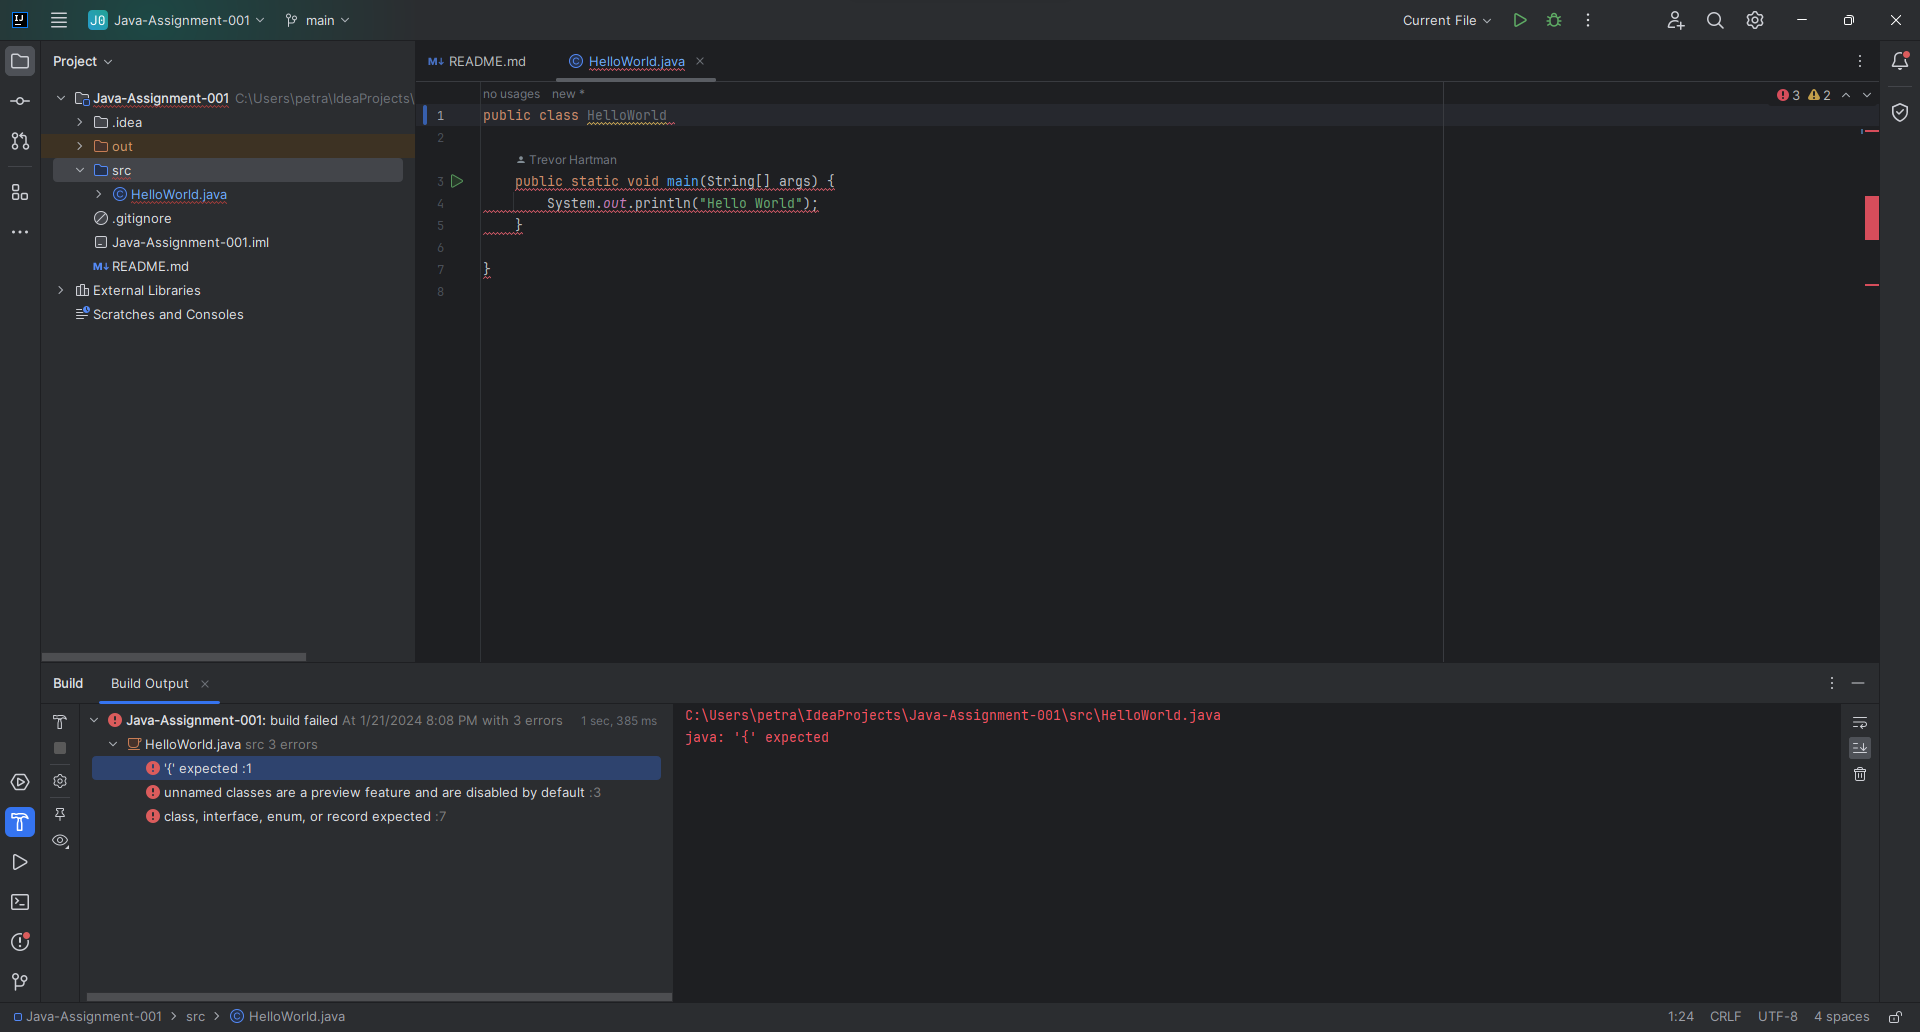 J0 Java-Assignment-001 main Current File
Project
README.md HelloWorld.java
Java-Assignment-001 C:\Users\petra\IdeaProjects\
.idea
out
src
HelloWorld.java
.gitignore
Java-Assignment-001.iml
M↓ README.md
External Libraries
Scratches and Consoles
no usages new *
3 2
1 public class HelloWorld
2
Trevor Hartman
3 public static void main(String[] args) {
4 System.out.println("Hello World");
5 }
6
7 }
8
Build Build Output
Java-Assignment-001: build failed At 1/21/2024 8:08 PM with 3 errors 1 sec, 385 ms
HelloWorld.java src 3 errors
'{' expected :1
unnamed classes are a preview feature and are disabled by default :3
class, interface, enum, or record expected :7
C:\Users\petra\IdeaProjects\Java-Assignment-001\src\HelloWorld.java
java: '{' expected
Java-Assignment-001 > src > HelloWorld.java 1:24 CRLF UTF-8 4 spaces